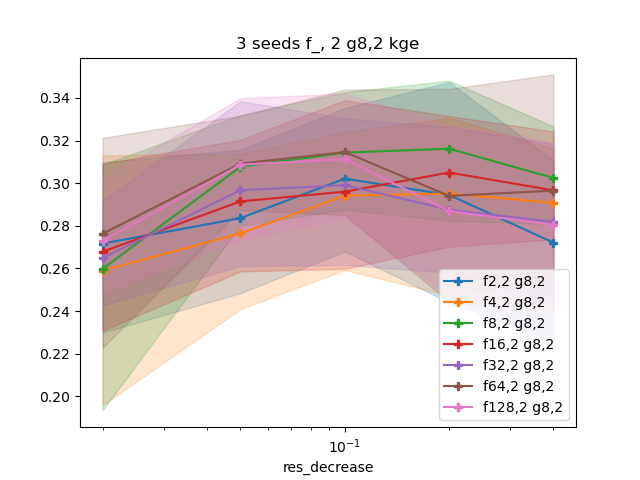 3 seeds f_, 2 g8,2 kge
0.34
0.32
0.30
0.28
0.26
0.24
0.22
0.20
10⁻¹
res_decrease
f2,2 g8,2
f4,2 g8,2
f8,2 g8,2
f16,2 g8,2
f32,2 g8,2
f64,2 g8,2
f128,2 g8,2